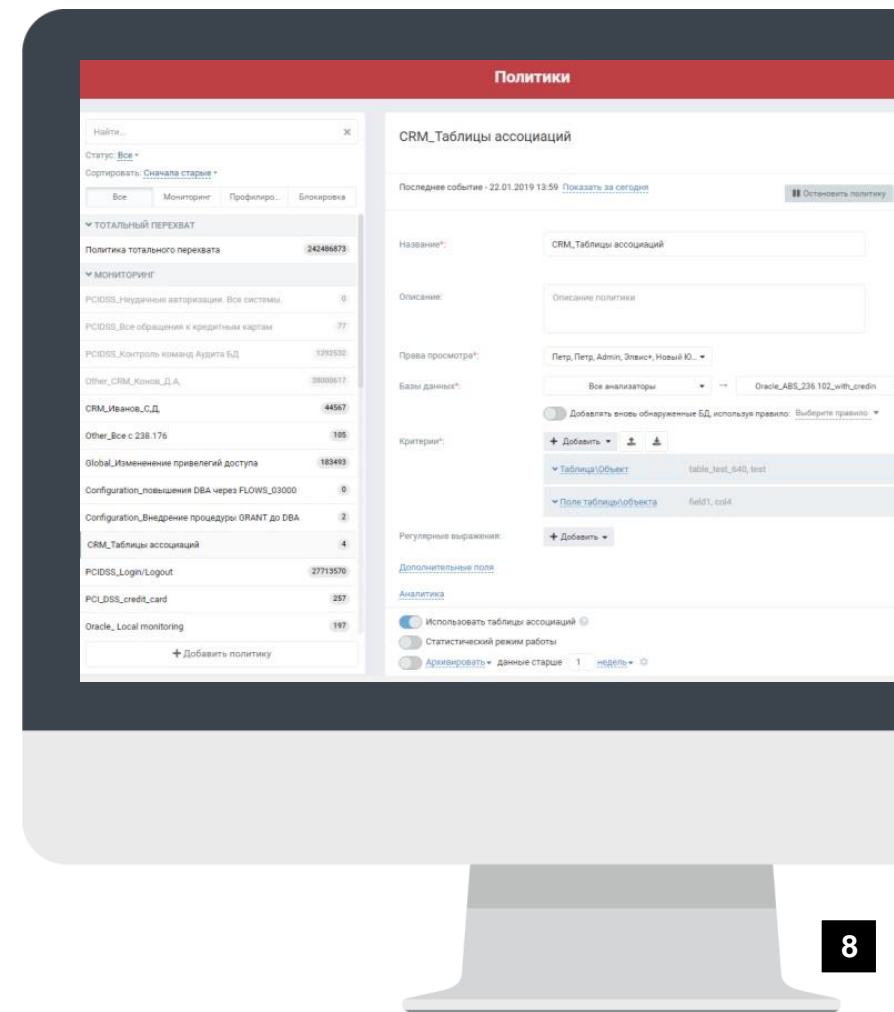 Политики
Найти...
Статус: Все
Сортировать: Сначала старые
Все Мониторинг Профилиро... Блокировка
ТОТАЛЬНЫЙ ПЕРЕХВАТ
Политика тотального перехвата 242486873
МОНИТОРИНГ
PCIDSS_Неудачные авторизации. Все системы. 0
PCIDSS_Все обращения к кредитным картам 77
PCIDSS_Контроль команд Аудита БД 1292532
Other_CRM_Конов_Д.А. 38000617
CRM_Иванов_С.Д. 44567
Other_Все с 238.176 105
Global_Измененение привелегий доступа 183493
Configuration_повышения DBA через FLOWS_03000 0
Configuration_Внедрение процедуры GRANT до DBA 2
CRM_Таблицы ассоциаций 4
PCIDSS_Login/Logout 27713570
PCI_DSS_credit_card 257
Oracle_ Local monitoring 197
+ Добавить политику
CRM_Таблицы ассоциаций
Последнее событие - 22.01.2019 13:59 Показать за сегодня
Остановить политику
Название*: CRM_Таблицы ассоциаций
Описание: Описание политики
Права просмотра*: Петр, Петр, Admin, Элвис+, Новый Ю...
Базы данных*: Все анализаторы → Oracle_ABS_236.102_with_credin
Добавлять вновь обнаруженные БД, используя правило: Выберите правило
Критерии*: + Добавить
Таблица\Объект table_test_640, test
Поле таблицы\объекта field1, col4
Регулярные выражения: + Добавить
Дополнительные поля
Аналитика
Использовать таблицы ассоциаций
Статистический режим работы
Архивировать данные старше 1 недель
8